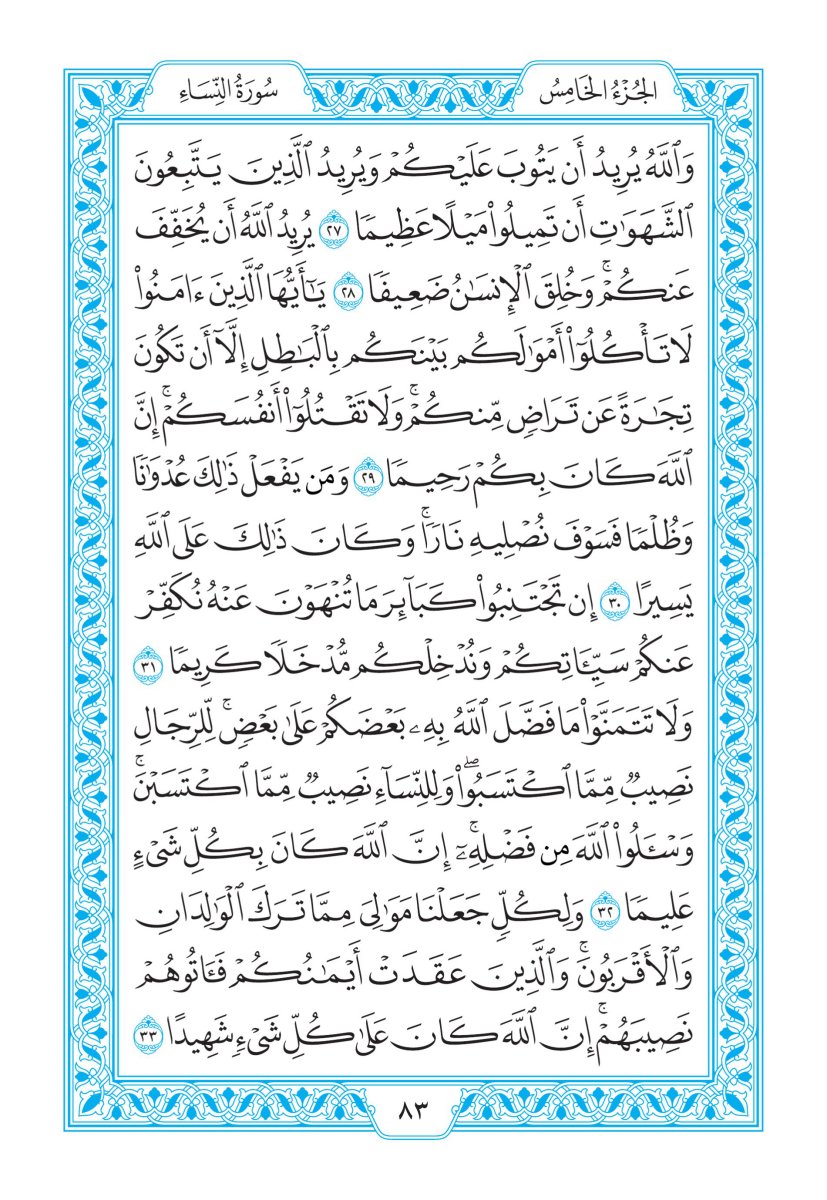 الجُزْءُ الخَامِسُ
سُورَةُ النِّسَاءِ
وَٱللَّهُ يُرِيدُ أَن يَتُوبَ عَلَيْكُمْ وَيُرِيدُ ٱلَّذِينَ يَتَّبِعُونَ
ٱلشَّهَوَٰتِ أَن تَمِيلُوا۟ مَيْلًا عَظِيمًا ٢٧ يُرِيدُ ٱللَّهُ أَن يُخَفِّفَ
عَنكُمْۚ وَخُلِقَ ٱلْإِنسَٰنُ ضَعِيفًا ٢٨ يَٰٓأَيُّهَا ٱلَّذِينَ ءَامَنُوا۟
لَا تَأْكُلُوٓا۟ أَمْوَٰلَكُم بَيْنَكُم بِٱلْبَٰطِلِ إِلَّآ أَن تَكُونَ
تِجَٰرَةً عَن تَرَاضٍ مِّنكُمْۚ وَلَا تَقْتُلُوٓا۟ أَنفُسَكُمْۚ إِنَّ
ٱللَّهَ كَانَ بِكُمْ رَحِيمًا ٢٩ وَمَن يَفْعَلْ ذَٰلِكَ عُدْوَٰنًا
وَظُلْمًا فَسَوْفَ نُصْلِيهِ نَارًاۚ وَكَانَ ذَٰلِكَ عَلَى ٱللَّهِ
يَسِيرًا ٣٠ إِن تَجْتَنِبُوا۟ كَبَآئِرَ مَا تُنْهَوْنَ عَنْهُ نُكَفِّرْ
عَنكُمْ سَيِّـَٔاتِكُمْ وَنُدْخِلْكُم مُّدْخَلًا كَرِيمًا ٣١
وَلَا تَتَمَنَّوْا۟ مَا فَضَّلَ ٱللَّهُ بِهِۦ بَعْضَكُمْ عَلَىٰ بَعْضٍۚ لِّلرِّجَالِ
نَصِيبٌ مِّمَّا ٱكْتَسَبُوا۟ۖ وَلِلنِّسَآءِ نَصِيبٌ مِّمَّا ٱكْتَسَبْنَۚ
وَسْـَٔلُوا۟ ٱللَّهَ مِن فَضْلِهِۦٓۚ إِنَّ ٱللَّهَ كَانَ بِكُلِّ شَىْءٍ
عَلِيمًا ٣٢ وَلِكُلٍّ جَعَلْنَا مَوَٰلِىَ مِمَّا تَرَكَ ٱلْوَٰلِدَانِ
وَٱلْأَقْرَبُونَۚ وَٱلَّذِينَ عَقَدَتْ أَيْمَٰنُكُمْ فَـَٔاتُوهُمْ
نَصِيبَهُمْۚ إِنَّ ٱللَّهَ كَانَ عَلَىٰ كُلِّ شَىْءٍ شَهِيدًا ٣٣
٨٣